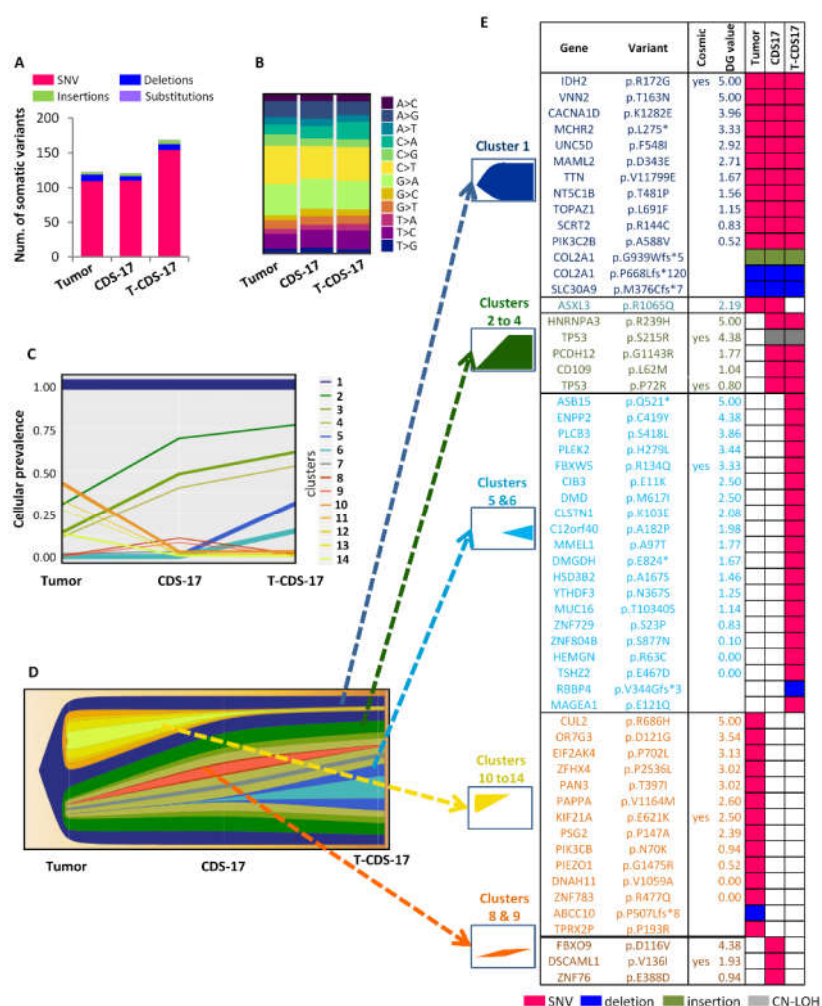 A
SNV
Deletions
Insertions
Substitutions
Num. of somatic variants
200
150
100
50
0
Tumor
CDS-17
T-CDS-17
B
A>C
A>G
A>T
C>A
C>G
C>T
G>A
G>C
G>T
T>A
T>C
T>G
Tumor
CDS-17
T-CDS-17
C
Cellular prevalence
1.00
0.75
0.50
0.25
0.00
Tumor
CDS-17
T-CDS-17
clusters
1
2
3
4
5
6
7
8
9
10
11
12
13
14
D
Tumor
CDS-17
T-CDS-17
Cluster 1
Clusters
2 to 4
Clusters
5 &6
Clusters
10 to14
Clusters
8 & 9
E
Gene Variant Cosmic DG value Tumor CDS17 T-CDS17
IDH2 p.R172G yes 5.00
VNN2 p.T163N 5.00
CACNA1D p.K1282E 3.96
MCHR2 p.L275* 3.33
UNC5D p.F548I 2.92
MAML2 p.D343E 2.71
TTN p.V11799E 1.67
NT5C1B p.T481P 1.56
TOPAZ1 p.L691F 1.15
SCRT2 p.R144C 0.83
PIK3C2B p.A588V 0.52
COL2A1 p.G939Wfs*5
COL2A1 p.P668Lfs*120
SLC30A9 p.M376Cfs*7
ASXL3 p.R1065Q 2.19
HNRNPA3 p.R239H 5.00
TP53 p.S215R yes 4.38
PCDH12 p.G1143R 1.77
CD109 p.L62M 1.04
TP53 p.P72R yes 0.80
ASB15 p.Q521* 5.00
ENPP2 p.C419Y 4.38
PLCB3 p.S418L 3.86
PLEK2 p.H279L 3.44
FBXW5 p.R134Q yes 3.33
CIB3 p.E11K 2.50
DMD p.M617I 2.50
CLSTN1 p.K103E 2.08
C12orf40 p.A182P 1.98
MMEL1 p.A97T 1.77
DMGDH p.E824* 1.67
HSD3B2 p.A167S 1.46
YTHDF3 p.N367S 1.25
MUC16 p.T10340S 1.14
ZNF729 p.S23P 0.83
ZNF804B p.S877N 0.10
HEMGN p.R63C 0.00
TSHZ2 p.E467D 0.00
RBBP4 p.V344Gfs*3
MAGEA1 p.E121Q
CUL2 p.R686H 5.00
OR7G3 p.D121G 3.54
EIF2AK4 p.P702L 3.13
ZFHX4 p.P2536L 3.02
PAN3 p.T397I 3.02
PAPPA p.V1164M 2.60
KIF21A p.E621K yes 2.50
PSG2 p.P147A 2.39
PIK3CB p.N70K 0.94
PIEZO1 p.G1475R 0.52
DNAH11 p.V1059A 0.00
ZNF783 p.R477Q 0.00
ABCC10 p.P507Lfs*8
TPRX2P p.P193R
FBXO9 p.D116V 4.38
DSCAML1 p.V136I yes 1.93
ZNF76 p.E388D 0.94
SNV deletion insertion CN-LOH